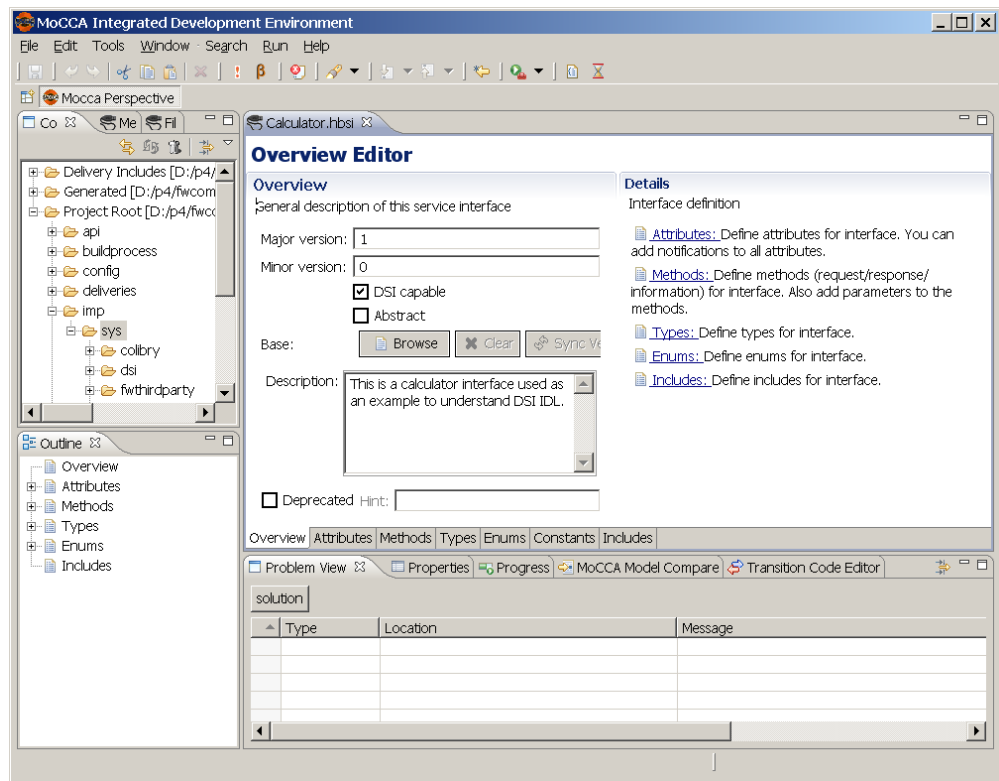 MoCCA Integrated Development Environment
File Edit Tools Window Search Run Help
Mocca Perspective
Co Me Fil
Calculator.hbsi
Delivery Includes [D:/p4/
Generated [D:/p4/fwcom
Project Root [D:/p4/fwcc
api
buildprocess
config
deliveries
imp
sys
colibry
dsi
fwthirdparty
Outline
Overview
Attributes
Methods
Types
Enums
Includes
Overview Editor
Overview
General description of this service interface
Major version: 1
Minor version: 0
DSI capable
Abstract
Base: Browse Clear Sync Ve
Description: This is a calculator interface used as
an example to understand DSI IDL.
Deprecated Hint:
Details
Interface definition
Attributes: Define attributes for interface. You can
add notifications to all attributes.
Methods: Define methods (request/response/
information) for interface. Also add parameters to the
methods.
Types: Define types for interface.
Enums: Define enums for interface.
Includes: Define includes for interface.
Overview Attributes Methods Types Enums Constants Includes
Problem View Properties Progress MoCCA Model Compare Transition Code Editor
solution
Type Location Message